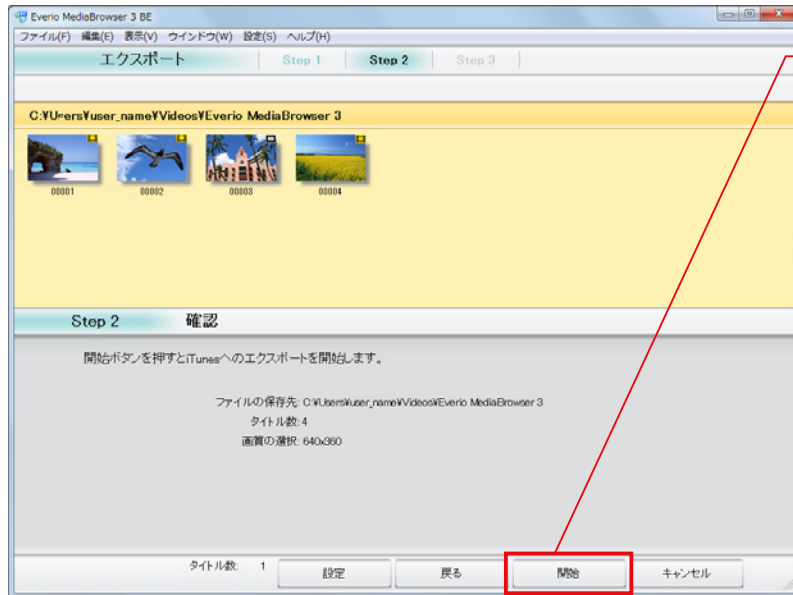 Everio MediaBrowser 3 BE
ファイル(F) 編集(E) 表示(V) ウインドウ(W) 設定(S) ヘルプ(H)
エクスポート Step 1 Step 2 Step 3
C:¥Users¥user_name¥Videos¥Everio MediaBrowser 3
00001 00002 00003 00004
Step 2 確認
開始ボタンを押すとiTunesへのエクスポートを開始します。
ファイルの保存先: C:¥Users¥user_name¥Videos¥Everio MediaBrowser 3
タイトル数: 4
画質の選択: 640x360
タイトル数: 1 設定 戻る 開始 キャンセル